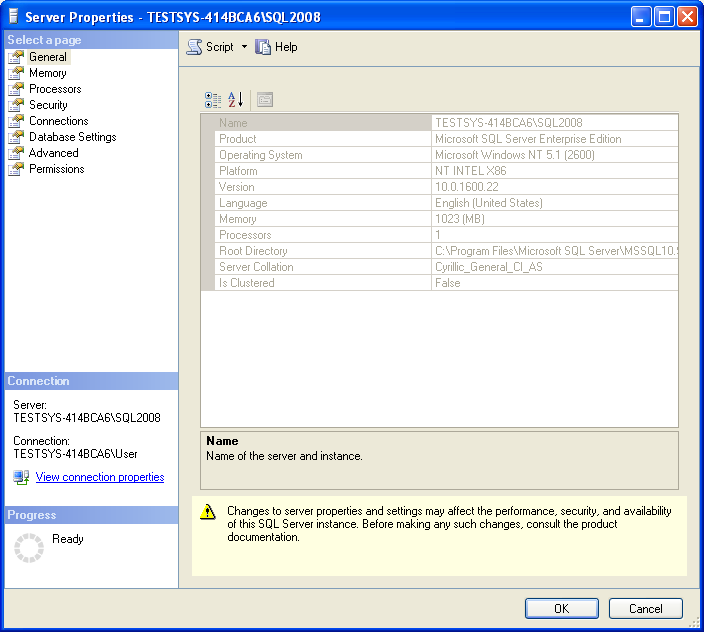 Server Properties - TESTSYS-414BCA6\SQL2008
Select a page
General
Memory
Processors
Security
Connections
Database Settings
Advanced
Permissions
Script
Help
Name TESTSYS-414BCA6\SQL2008
Product Microsoft SQL Server Enterprise Edition
Operating System Microsoft Windows NT 5.1 (2600)
Platform NT INTEL X86
Version 10.0.1600.22
Language English (United States)
Memory 1023 (MB)
Processors 1
Root Directory C:\Program Files\Microsoft SQL Server\MSSQL10.
Server Collation Cyrillic_General_CI_AS
Is Clustered False
Name
Name of the server and instance.
Connection
Server:
TESTSYS-414BCA6\SQL2008
Connection:
TESTSYS-414BCA6\User
View connection properties
Progress
Ready
Changes to server properties and settings may affect the performance, security, and availability
of this SQL Server instance. Before making any such changes, consult the product
documentation.
OK
Cancel